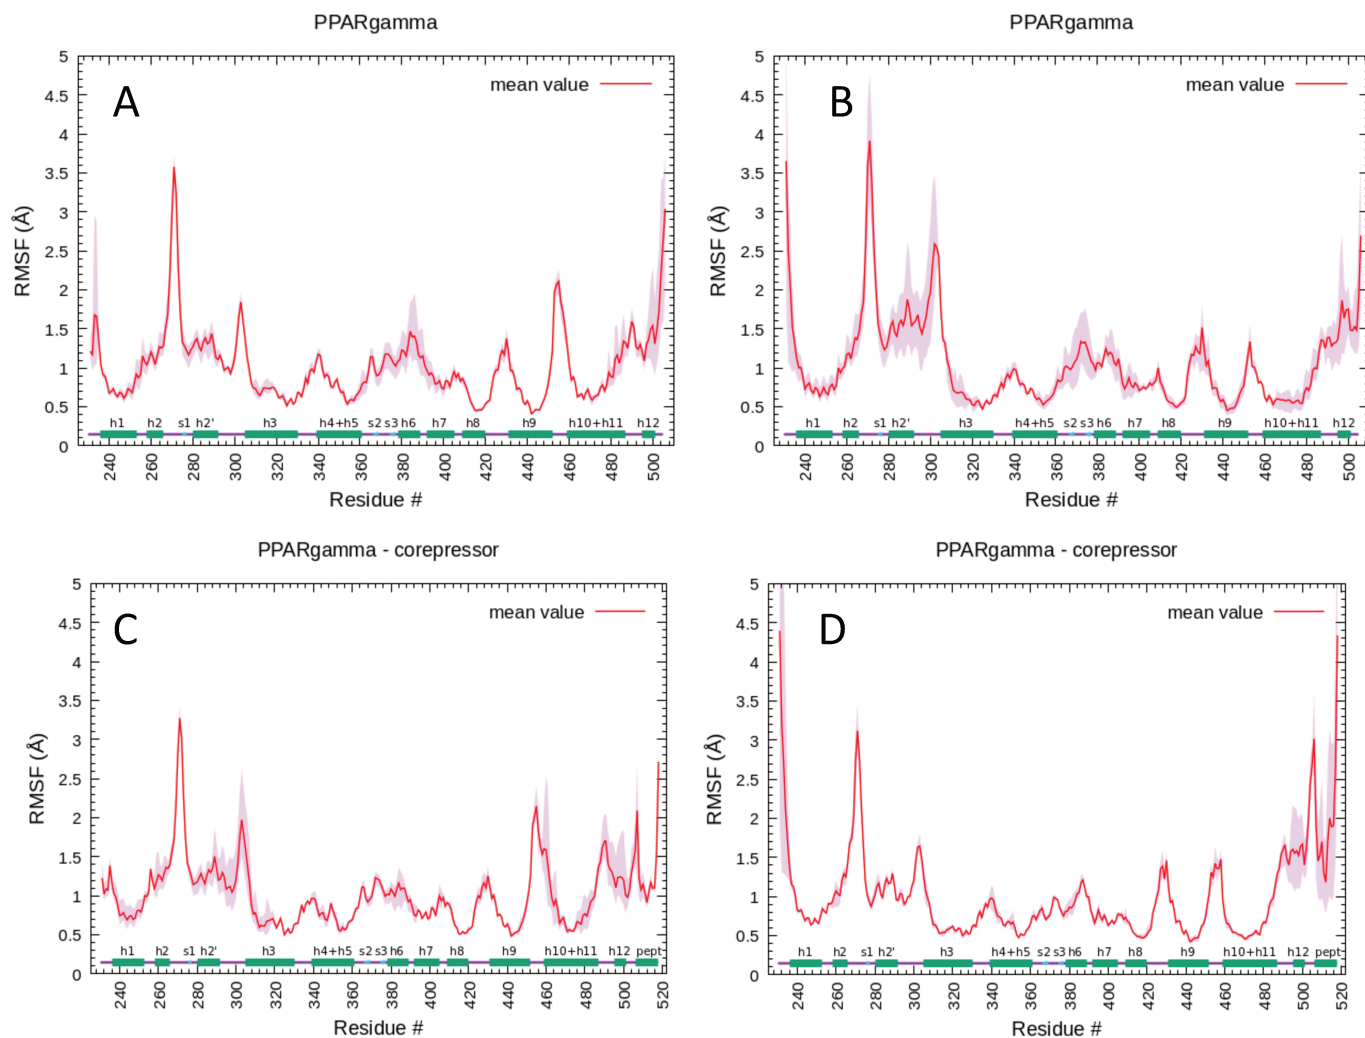 PPARgamma
A
mean value
RMSF (Å)
5
4.5
4
3.5
3
2.5
2
1.5
1
0.5
0
h1 h2 s1 h2' h3 h4+h5 s2 s3 h6 h7 h8 h9 h10+h11 h12
240 260 280 300 320 340 360 380 400 420 440 460 480 500
Residue #
PPARgamma
B
mean value
RMSF (Å)
5
4.5
4
3.5
3
2.5
2
1.5
1
0.5
0
h1 h2 s1 h2' h3 h4+h5 s2 s3 h6 h7 h8 h9 h10+h11 h12
240 260 280 300 320 340 360 380 400 420 440 460 480 500
Residue #
PPARgamma - corepressor
C
mean value
RMSF (Å)
5
4.5
4
3.5
3
2.5
2
1.5
1
0.5
0
h1 h2 s1 h2' h3 h4+h5 s2 s3 h6 h7 h8 h9 h10+h11 h12 pept
240 260 280 300 320 340 360 380 400 420 440 460 480 500 520
Residue #
PPARgamma - corepressor
D
mean value
RMSF (Å)
5
4.5
4
3.5
3
2.5
2
1.5
1
0.5
0
h1 h2 s1 h2' h3 h4+h5 s2 s3 h6 h7 h8 h9 h10+h11 h12 pept
240 260 280 300 320 340 360 380 400 420 440 460 480 500 520
Residue #